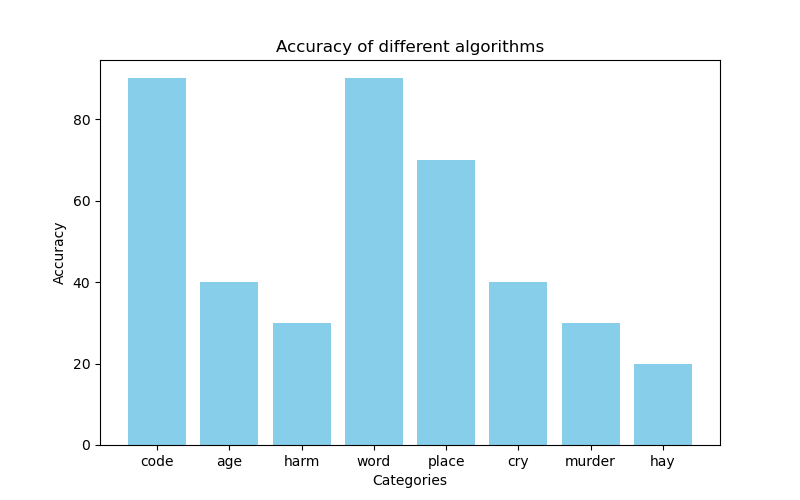 Accuracy of different algorithms
80
60
40
20
0
Accuracy
code age harm word place cry murder hay
Categories